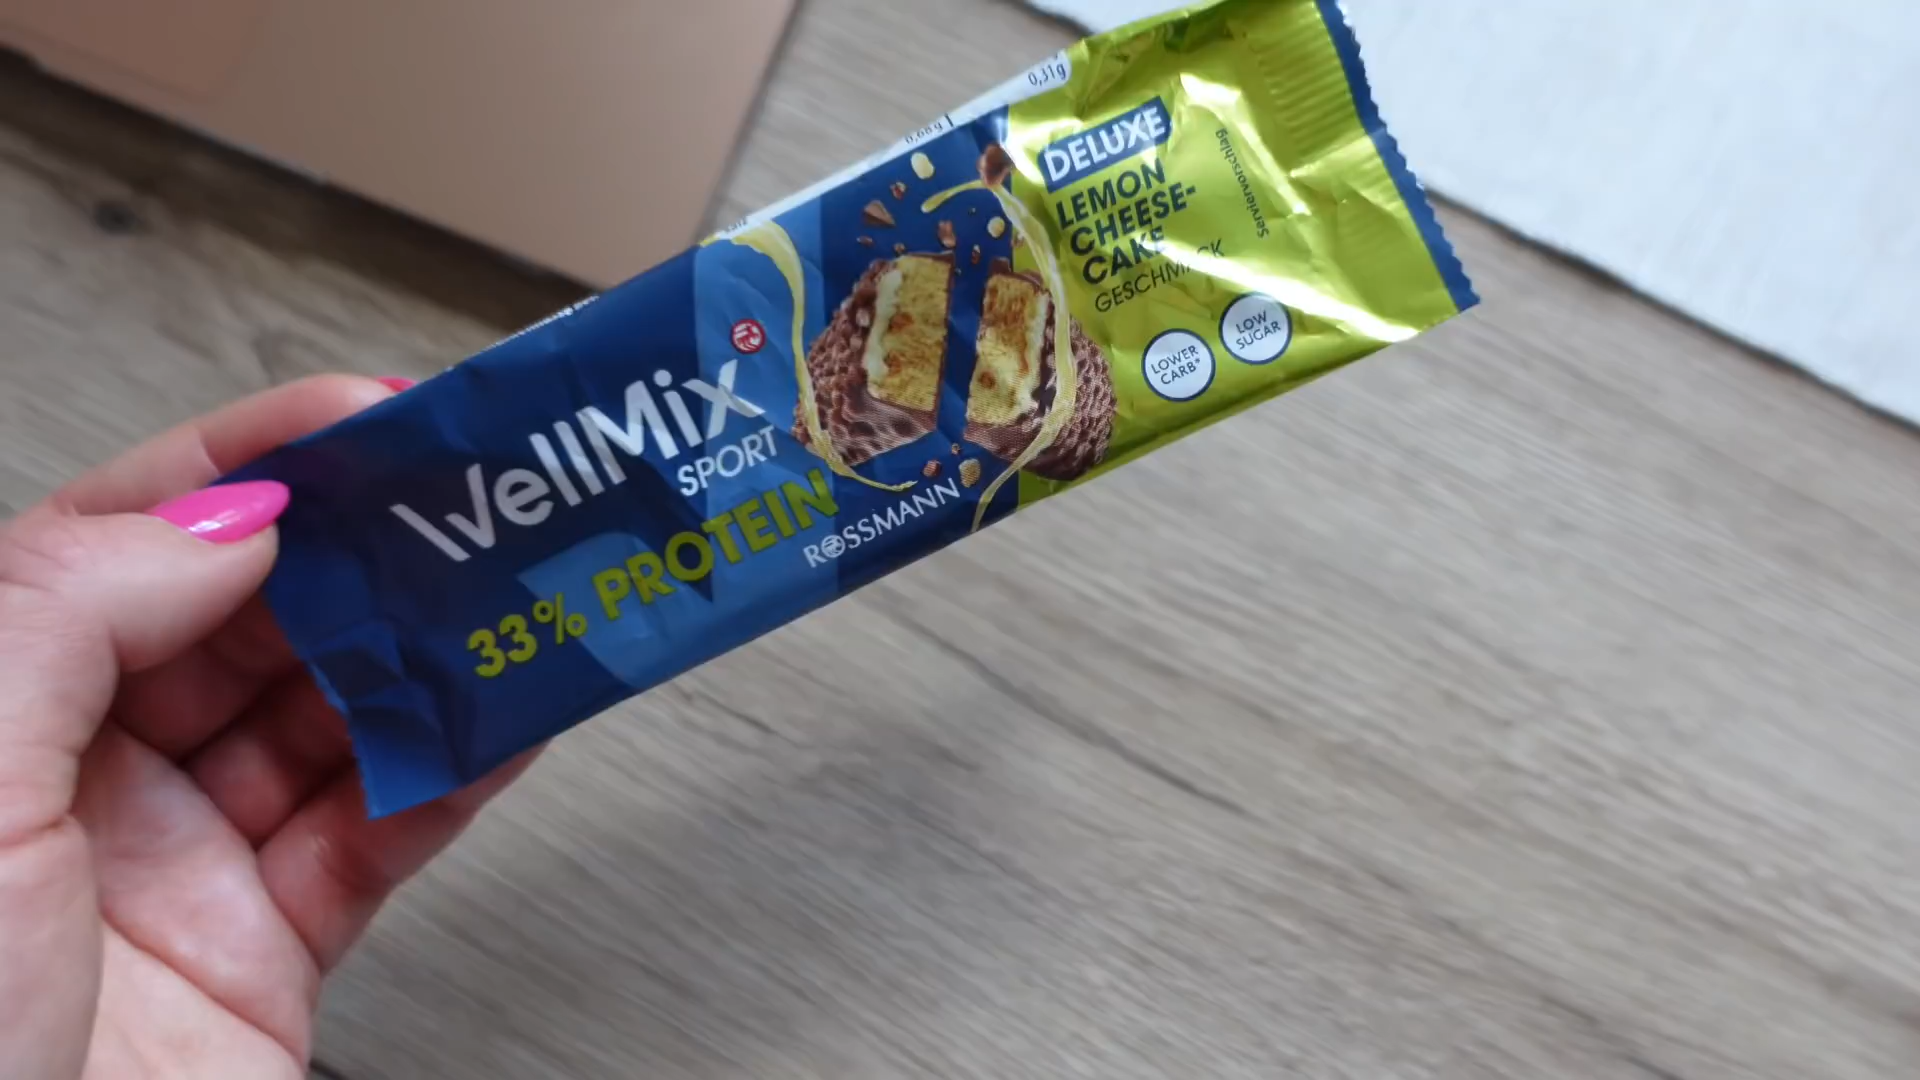 WellMix
SPORT
33% PROTEIN
ROSSMANN
0,31g
DELUXE
LEMON
CHEESE-
CAKE
GESCHMACK
Serviervorschlag
LOWER
CARB*
LOW
SUGAR